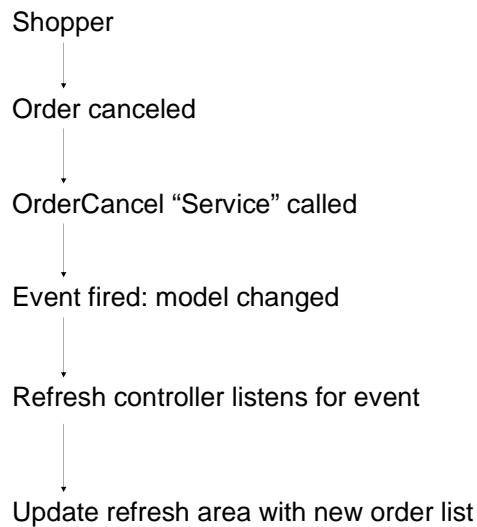 Shopper
Order canceled
OrderCancel “Service” called
Event fired: model changed
Refresh controller listens for event
Update refresh area with new order list